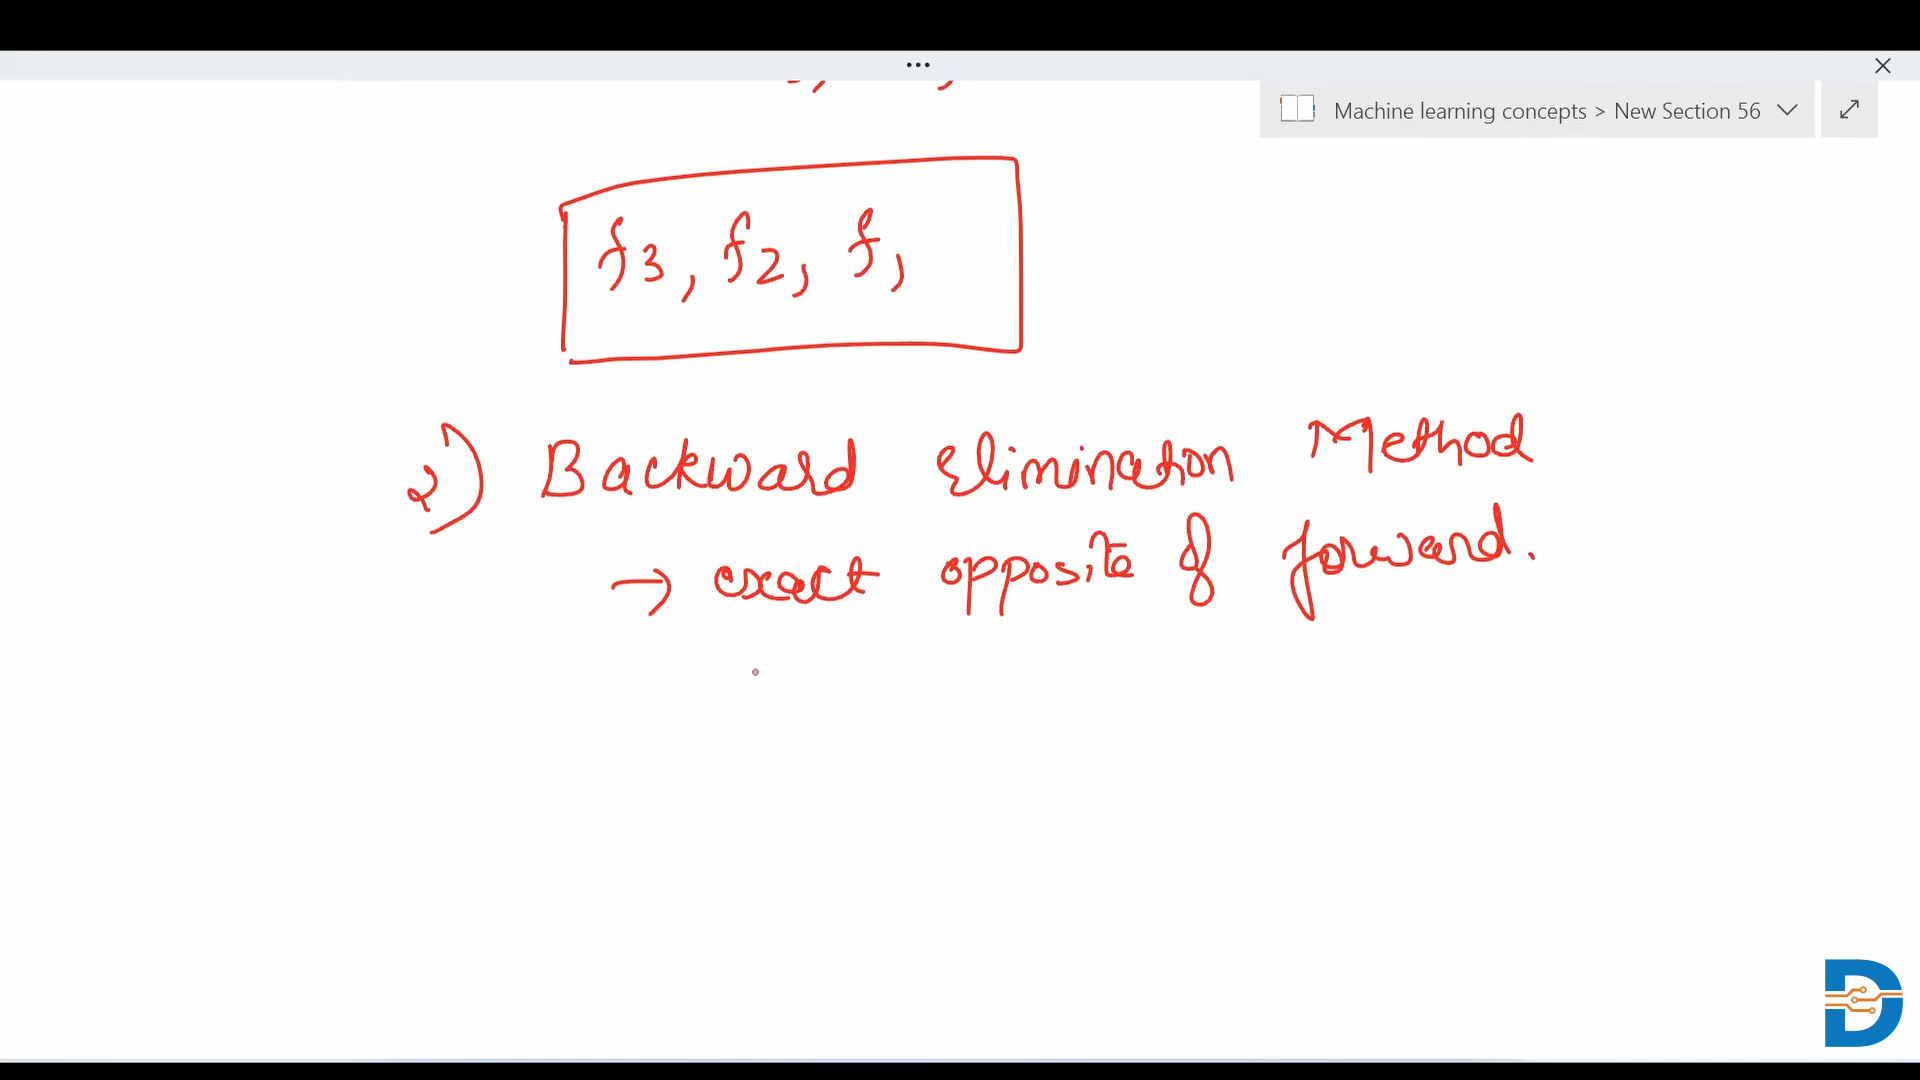 Machine learning concepts > New Section 56
f3, f2, f1
2) Backward Elimination Method
→ exact opposite of forward.